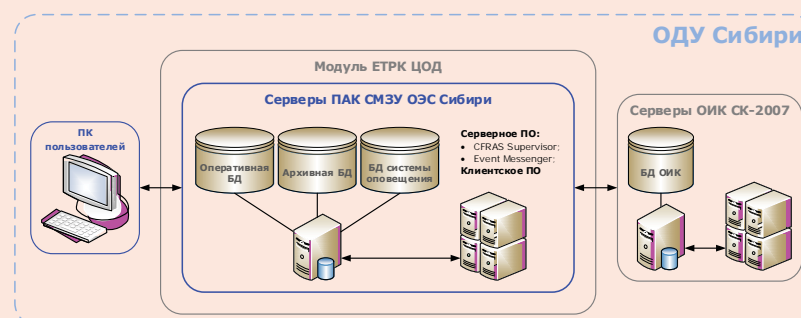 ОДУ Сибири
Модуль ЕТРК ЦОД
Серверы ПАК СМЗУ ОЭС Сибири
Серверы ОИК СК-2007
ПК
пользователей
Оперативная
БД
Архивная БД
БД системы
оповещения
Серверное ПО:
• CFRAS Supervisor;
• Event Messenger;
Клиентское ПО
БД ОИК